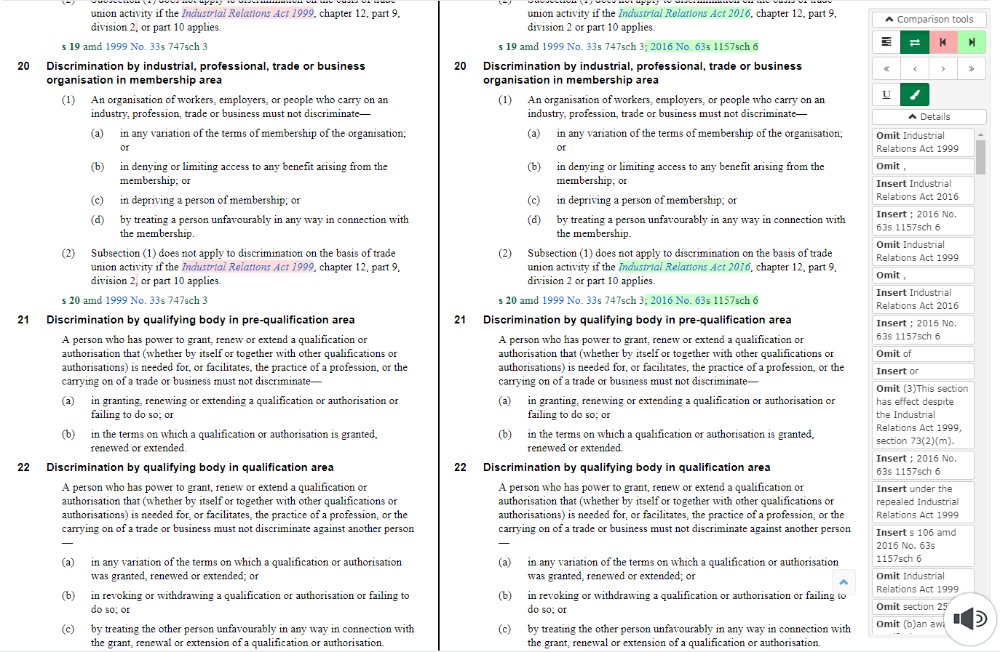 union activity if the Industrial Relations Act 1999, chapter 12, part 9,
division 2, or part 10 applies.
s 19 amd 1999 No. 33s 747sch 3
20 Discrimination by industrial, professional, trade or business
organisation in membership area
(1) An organisation of workers, employers, or people who carry on an
industry, profession, trade or business must not discriminate—
(a) in any variation of the terms of membership of the organisation;
or
(b) in denying or limiting access to any benefit arising from the
membership; or
(c) in depriving a person of membership; or
(d) by treating a person unfavourably in any way in connection with
the membership.
(2) Subsection (1) does not apply to discrimination on the basis of trade
union activity if the Industrial Relations Act 1999, chapter 12, part 9,
division 2, or part 10 applies.
s 20 amd 1999 No. 33s 747sch 3
21 Discrimination by qualifying body in pre-qualification area
A person who has power to grant, renew or extend a qualification or
authorisation that (whether by itself or together with other qualifications or
authorisations) is needed for, or facilitates, the practice of a profession, or the
carrying on of a trade or business must not discriminate—
(a) in granting, renewing or extending a qualification or authorisation or
failing to do so; or
(b) in the terms on which a qualification or authorisation is granted,
renewed or extended.
22 Discrimination by qualifying body in qualification area
A person who has power to grant, renew or extend a qualification or
authorisation that (whether by itself or together with other qualifications or
authorisations) is needed for, or facilitates, the practice of a profession, or the
carrying on of a trade or business must not discriminate against another person
—
(a) in any variation of the terms on which a qualification or authorisation
was granted, renewed or extended; or
(b) in revoking or withdrawing a qualification or authorisation or failing to
do so; or
(c) by treating the other person unfavourably in any way in connection with
the grant, renewal or extension of a qualification or authorisation.
union activity if the Industrial Relations Act 2016, chapter 12, part 9,
division 2 or part 10 applies.
s 19 amd 1999 No. 33s 747sch 3; 2016 No. 63s 1157sch 6
20 Discrimination by industrial, professional, trade or business
organisation in membership area
(1) An organisation of workers, employers, or people who carry on an
industry, profession, trade or business must not discriminate—
(a) in any variation of the terms of membership of the organisation;
or
(b) in denying or limiting access to any benefit arising from the
membership; or
(c) in depriving a person of membership; or
(d) by treating a person unfavourably in any way in connection with
the membership.
(2) Subsection (1) does not apply to discrimination on the basis of trade
union activity if the Industrial Relations Act 2016, chapter 12, part 9,
division 2 or part 10 applies.
s 20 amd 1999 No. 33s 747sch 3; 2016 No. 63s 1157sch 6
21 Discrimination by qualifying body in pre-qualification area
A person who has power to grant, renew or extend a qualification or
authorisation that (whether by itself or together with other qualifications or
authorisations) is needed for, or facilitates, the practice of a profession, or the
carrying on of a trade or business must not discriminate—
(a) in granting, renewing or extending a qualification or authorisation or
failing to do so; or
(b) in the terms on which a qualification or authorisation is granted,
renewed or extended.
22 Discrimination by qualifying body in qualification area
A person who has power to grant, renew or extend a qualification or
authorisation that (whether by itself or together with other qualifications or
authorisations) is needed for, or facilitates, the practice of a profession, or the
carrying on of a trade or business must not discriminate against another person
—
(a) in any variation of the terms on which a qualification or authorisation
was granted, renewed or extended; or
(b) in revoking or withdrawing a qualification or authorisation or failing to
do so; or
(c) by treating the other person unfavourably in any way in connection with
the grant, renewal or extension of a qualification or authorisation.
Comparison tools
« ‹ › »
U
Details
Omit Industrial
Relations Act 1999
Omit ,
Insert Industrial
Relations Act 2016
Insert ; 2016 No.
63s 1157sch 6
Omit Industrial
Relations Act 1999
Omit ,
Insert Industrial
Relations Act 2016
Insert ; 2016 No.
63s 1157sch 6
Omit of
Insert or
Omit (3)This section
has effect despite
the Industrial
Relations Act 1999,
section 73(2)(m).
Insert ; 2016 No.
63s 1157sch 6
Insert under the
repealed Industrial
Relations Act 1999
Insert s 106 amd
2016 No. 63s
1157sch 6
Omit Industrial
Relations Act 1999
Omit section 25
Omit (b)an